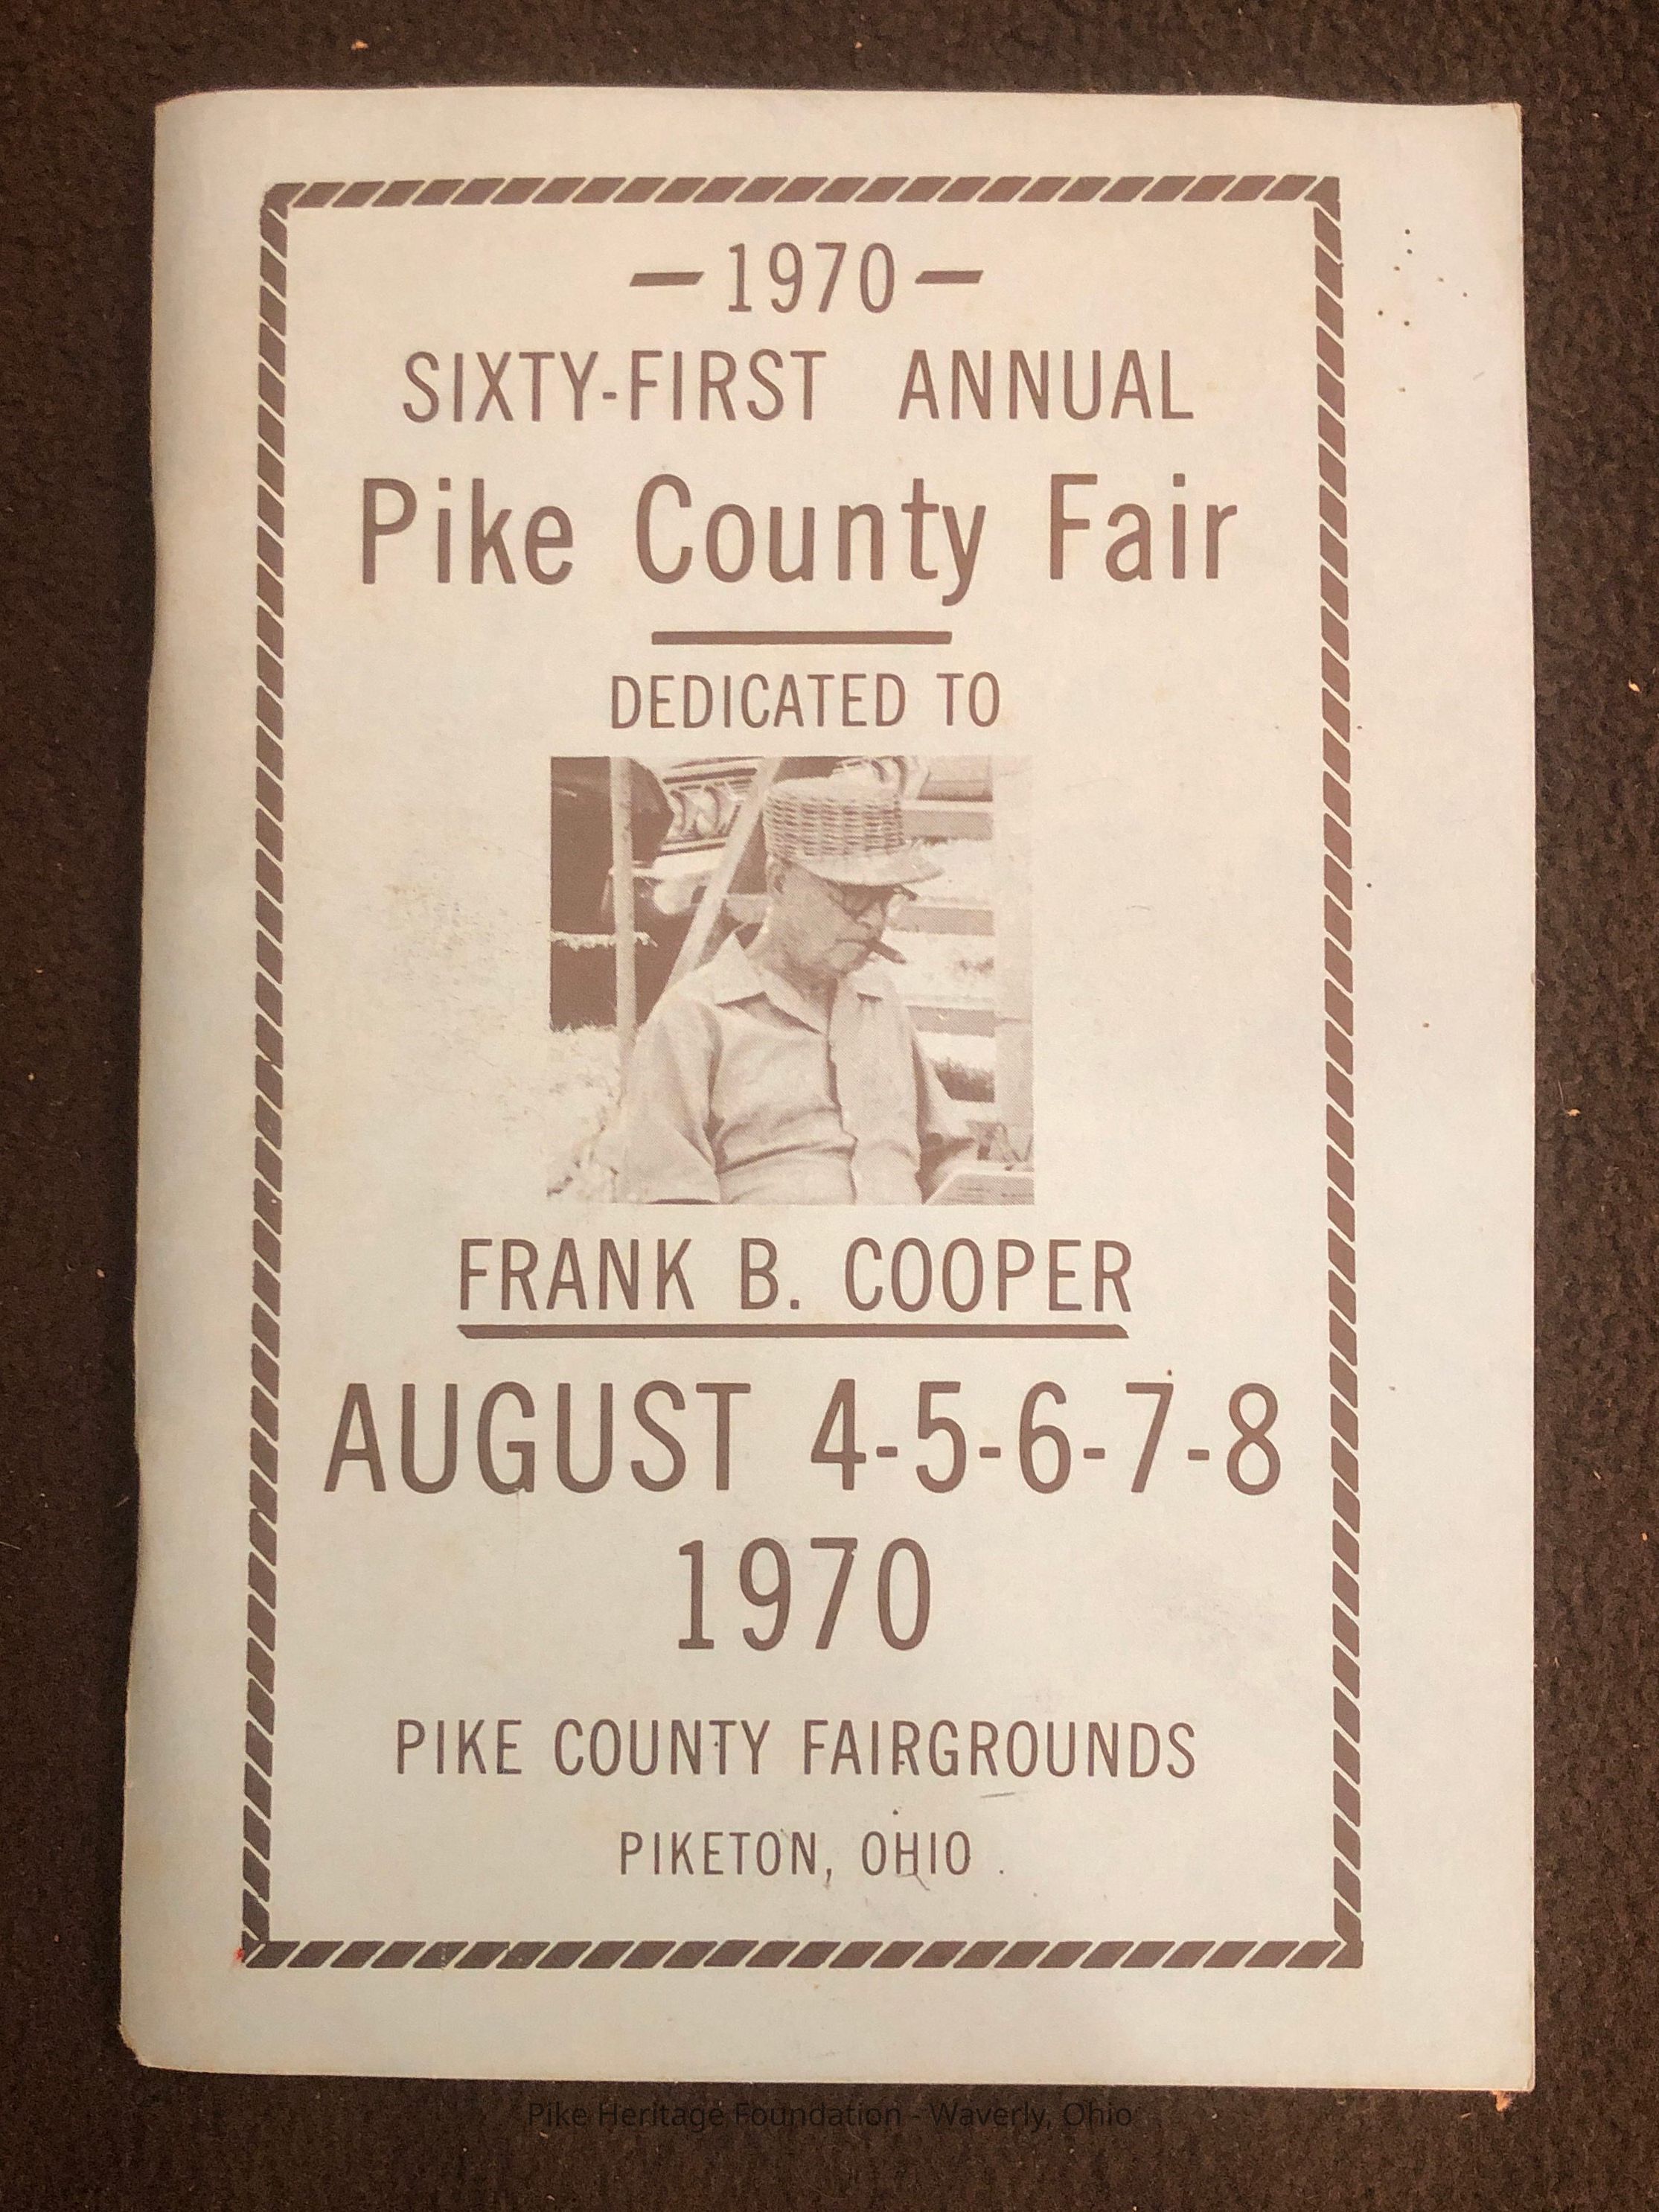 —1970—
SIXTY-FIRST ANNUAL
Pike County Fair
DEDICATED TO
FRANK B. COOPER
AUGUST 4-5-6-7-8
1970
PIKE COUNTY FAIRGROUNDS
PIKETON, OHIO
Pike Heritage Foundation - Waverly, Ohio